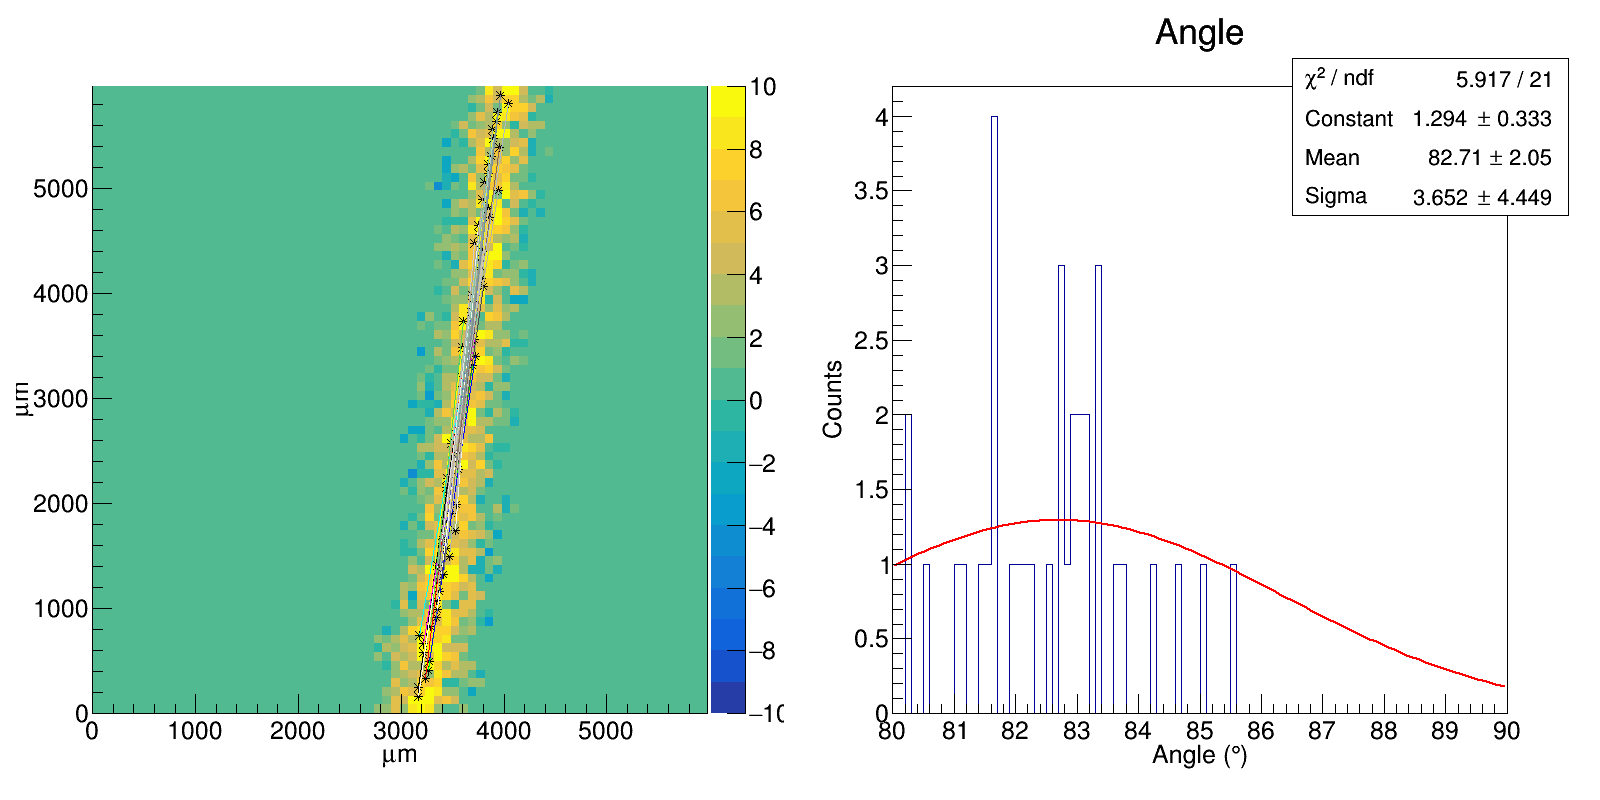 Angle
χ² / ndf 5.917 / 21
Constant 1.294 ± 0.333
Mean 82.71 ± 2.05
Sigma 3.652 ± 4.449
μm
5000
4000
3000
2000
1000
0
0 1000 2000 3000 4000 5000
μm
10
8
6
4
2
0
−2
−4
−6
−8
−10
Counts
4
3.5
3
2.5
2
1.5
1
0.5
0
80 81 82 83 84 85 86 87 88 89 90
Angle (°)